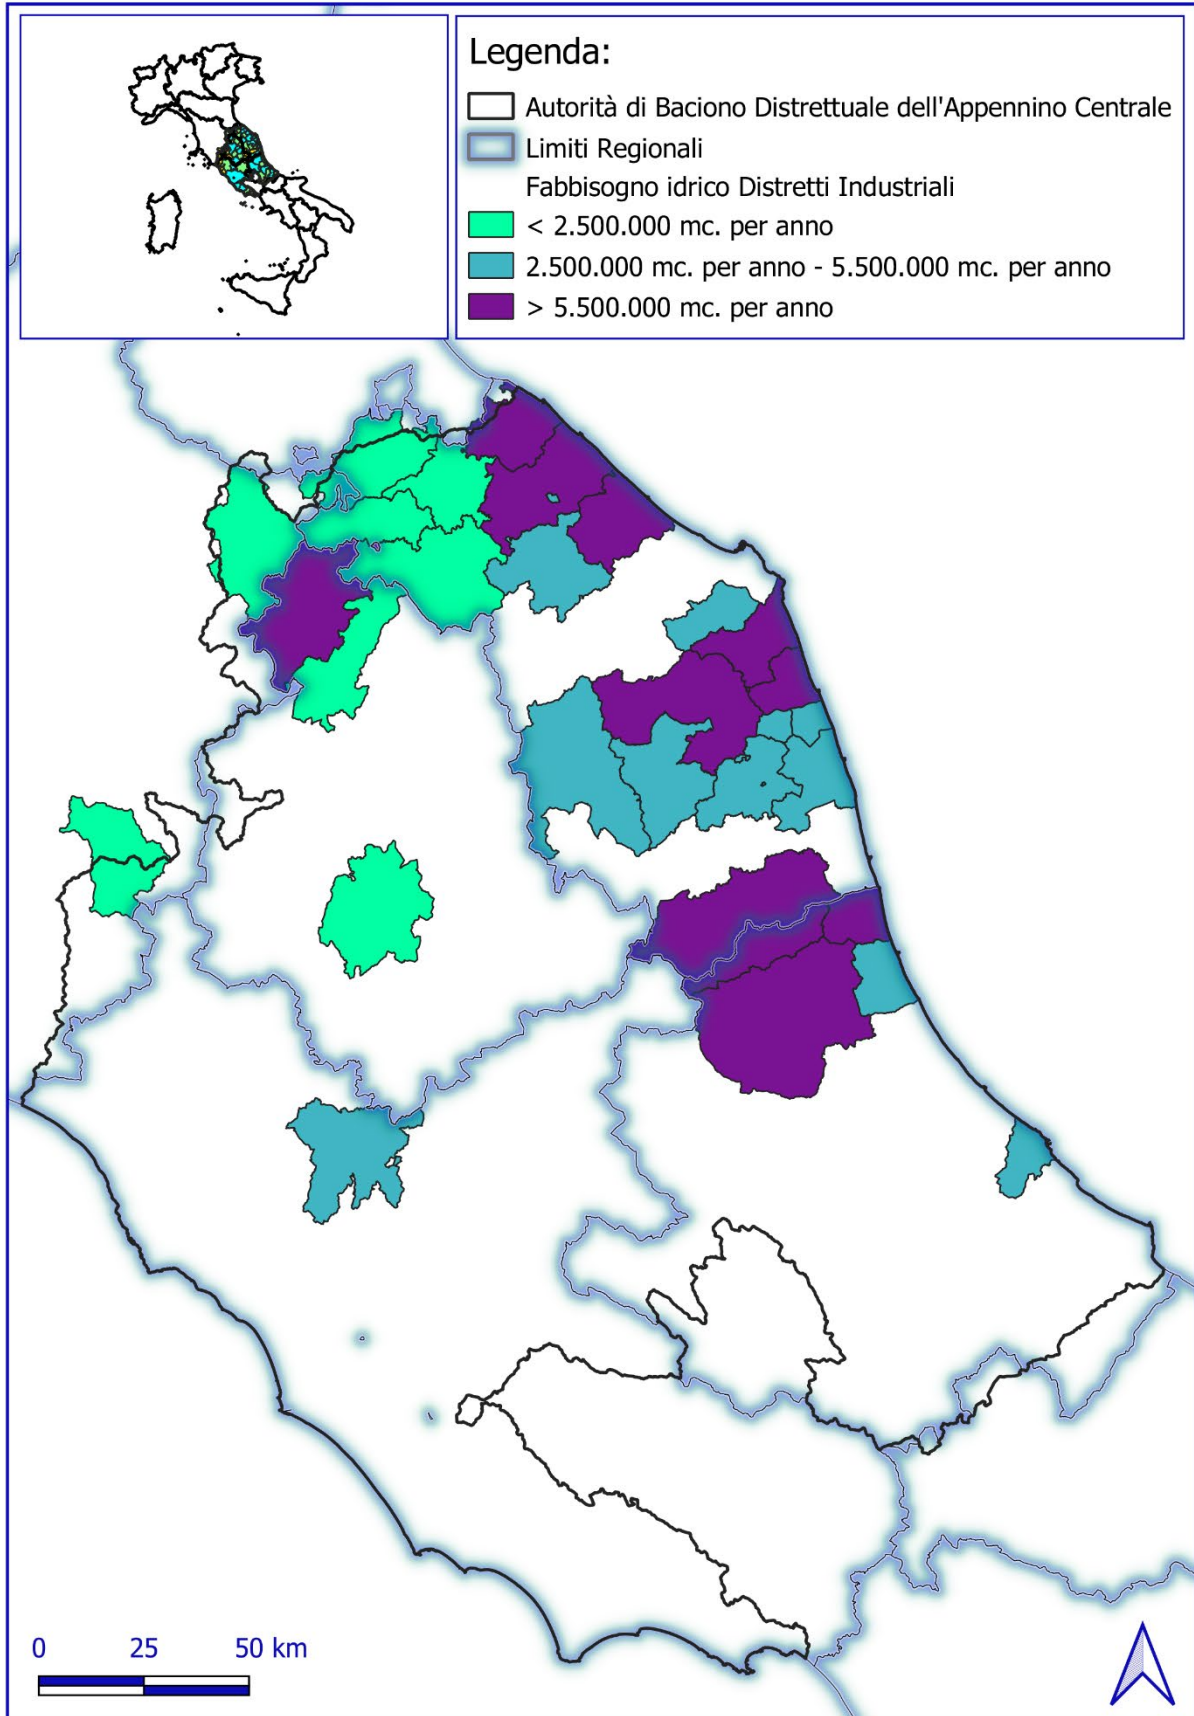 Legenda:
Autorità di Baciono Distrettuale dell'Appennino Centrale
Limiti Regionali
Fabbisogno idrico Distretti Industriali
< 2.500.000 mc. per anno
2.500.000 mc. per anno - 5.500.000 mc. per anno
> 5.500.000 mc. per anno
0 25 50 km